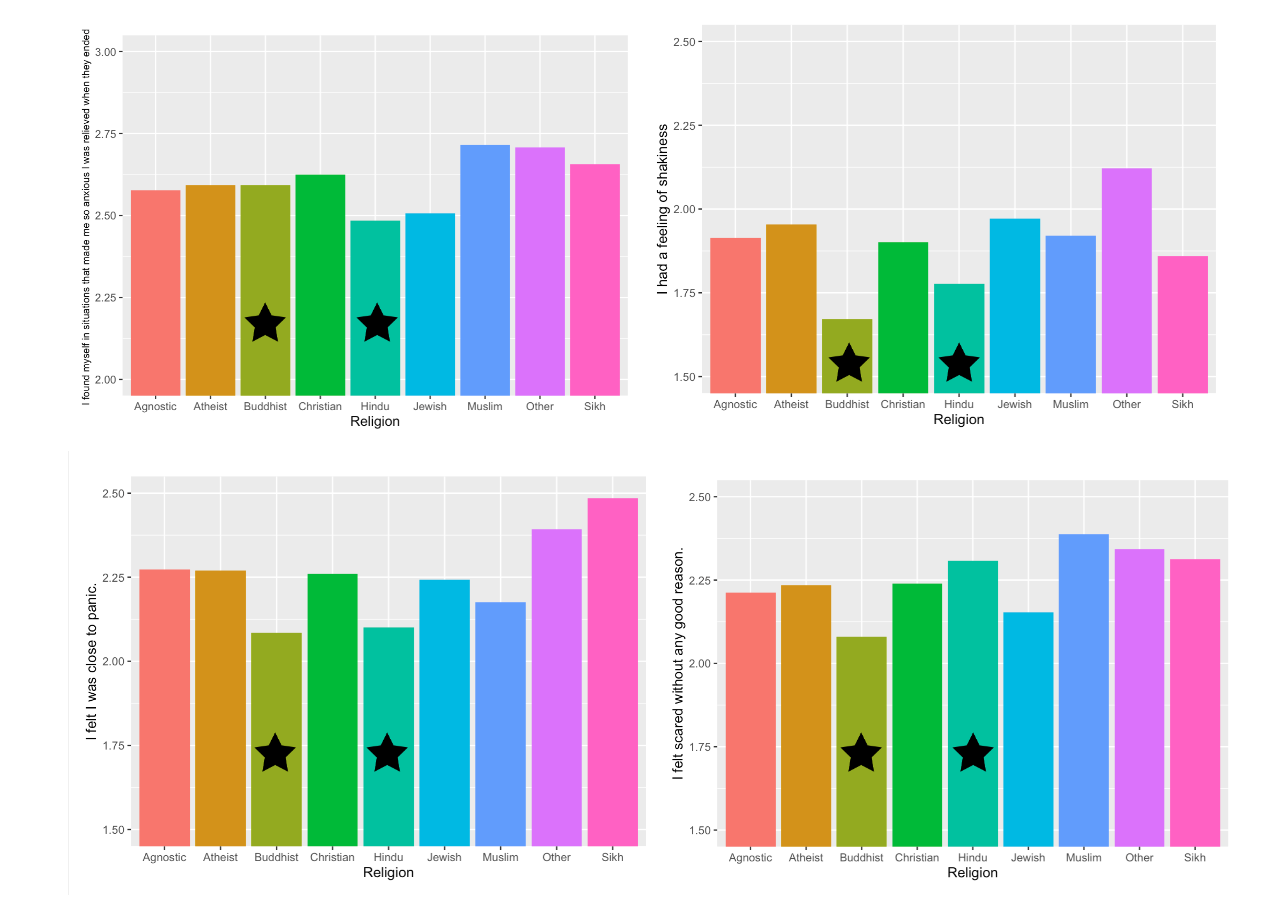 I found myself in situations that made me so anxious I was relieved when they ended
3.00
2.75
2.50
2.25
2.00
Agnostic Atheist Buddhist Christian Hindu Jewish Muslim Other Sikh
Religion
I had a feeling of shakiness
2.50
2.25
2.00
1.75
1.50
Agnostic Atheist Buddhist Christian Hindu Jewish Muslim Other Sikh
Religion
I felt I was close to panic.
2.50
2.25
2.00
1.75
1.50
Agnostic Atheist Buddhist Christian Hindu Jewish Muslim Other Sikh
Religion
I felt scared without any good reason.
2.50
2.25
2.00
1.75
1.50
Agnostic Atheist Buddhist Christian Hindu Jewish Muslim Other Sikh
Religion